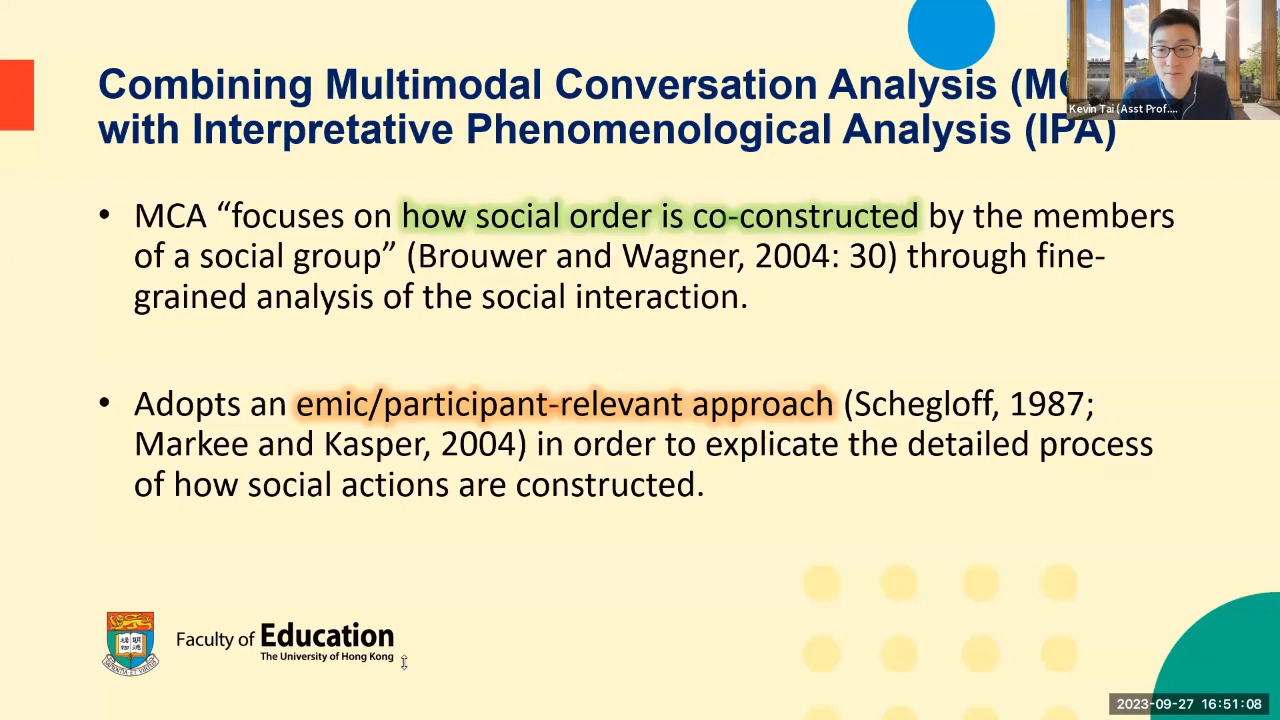 Combining Multimodal Conversation Analysis (MC
with Interpretative Phenomenological Analysis (IPA)
Kevin Tai (Asst Prof....
• MCA “focuses on how social order is co-constructed by the members
of a social group” (Brouwer and Wagner, 2004: 30) through fine-
grained analysis of the social interaction.
• Adopts an emic/participant-relevant approach (Schegloff, 1987;
Markee and Kasper, 2004) in order to explicate the detailed process
of how social actions are constructed.
Faculty of Education
The University of Hong Kong
2023-09-27 16:51:08